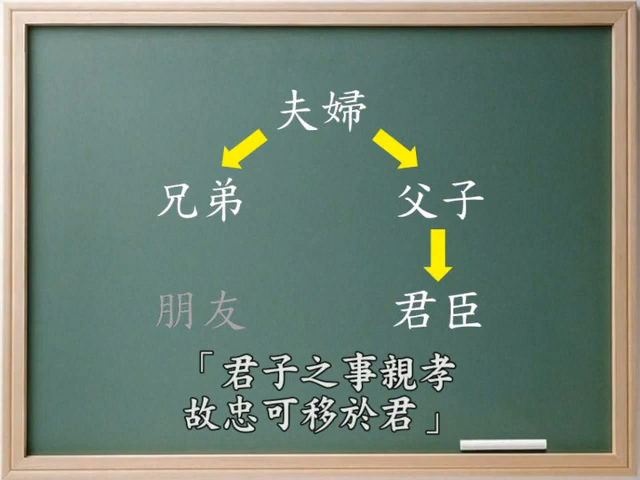 夫婦
兄弟 父子
朋友 君臣
「君子之事親孝
故忠可移於君」